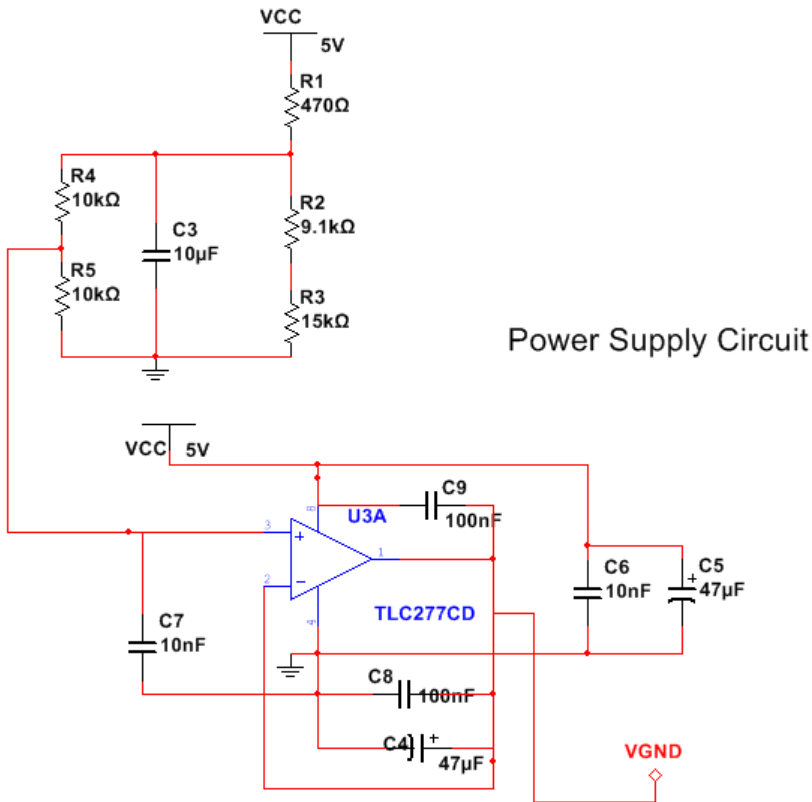 VCC
5V
R1
470Ω
R4
10kΩ
C3
10µF
R2
9.1kΩ
R5
10kΩ
R3
15kΩ
Power Supply Circuit
VCC
5V
C9
100nF
8
U3A
3
+
1
2
−
4
TLC277CD
C6
10nF
+
C5
47µF
C7
10nF
C8
100nF
C4
+
47µF
VGND